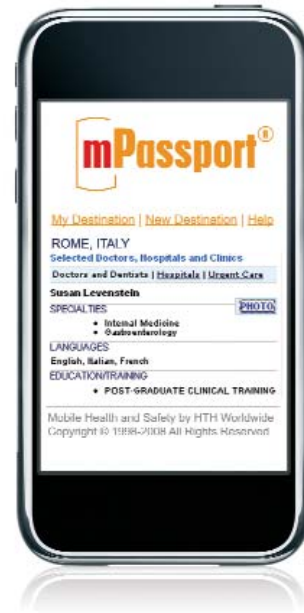 mPassport®
My Destination | New Destination | Help
ROME, ITALY
Selected Doctors, Hospitals and Clinics
Doctors and Dentists | Hospitals | Urgent Care
Susan Levenstein
PHOTO
SPECIALTIES
• Internal Medicine
• Gastroenterology
LANGUAGES
English, Italian, French
EDUCATION/TRAINING
• POST-GRADUATE CLINICAL TRAINING
Mobile Health and Safety by HTH Worldwide
Copyright © 1998-2008 All Rights Reserved